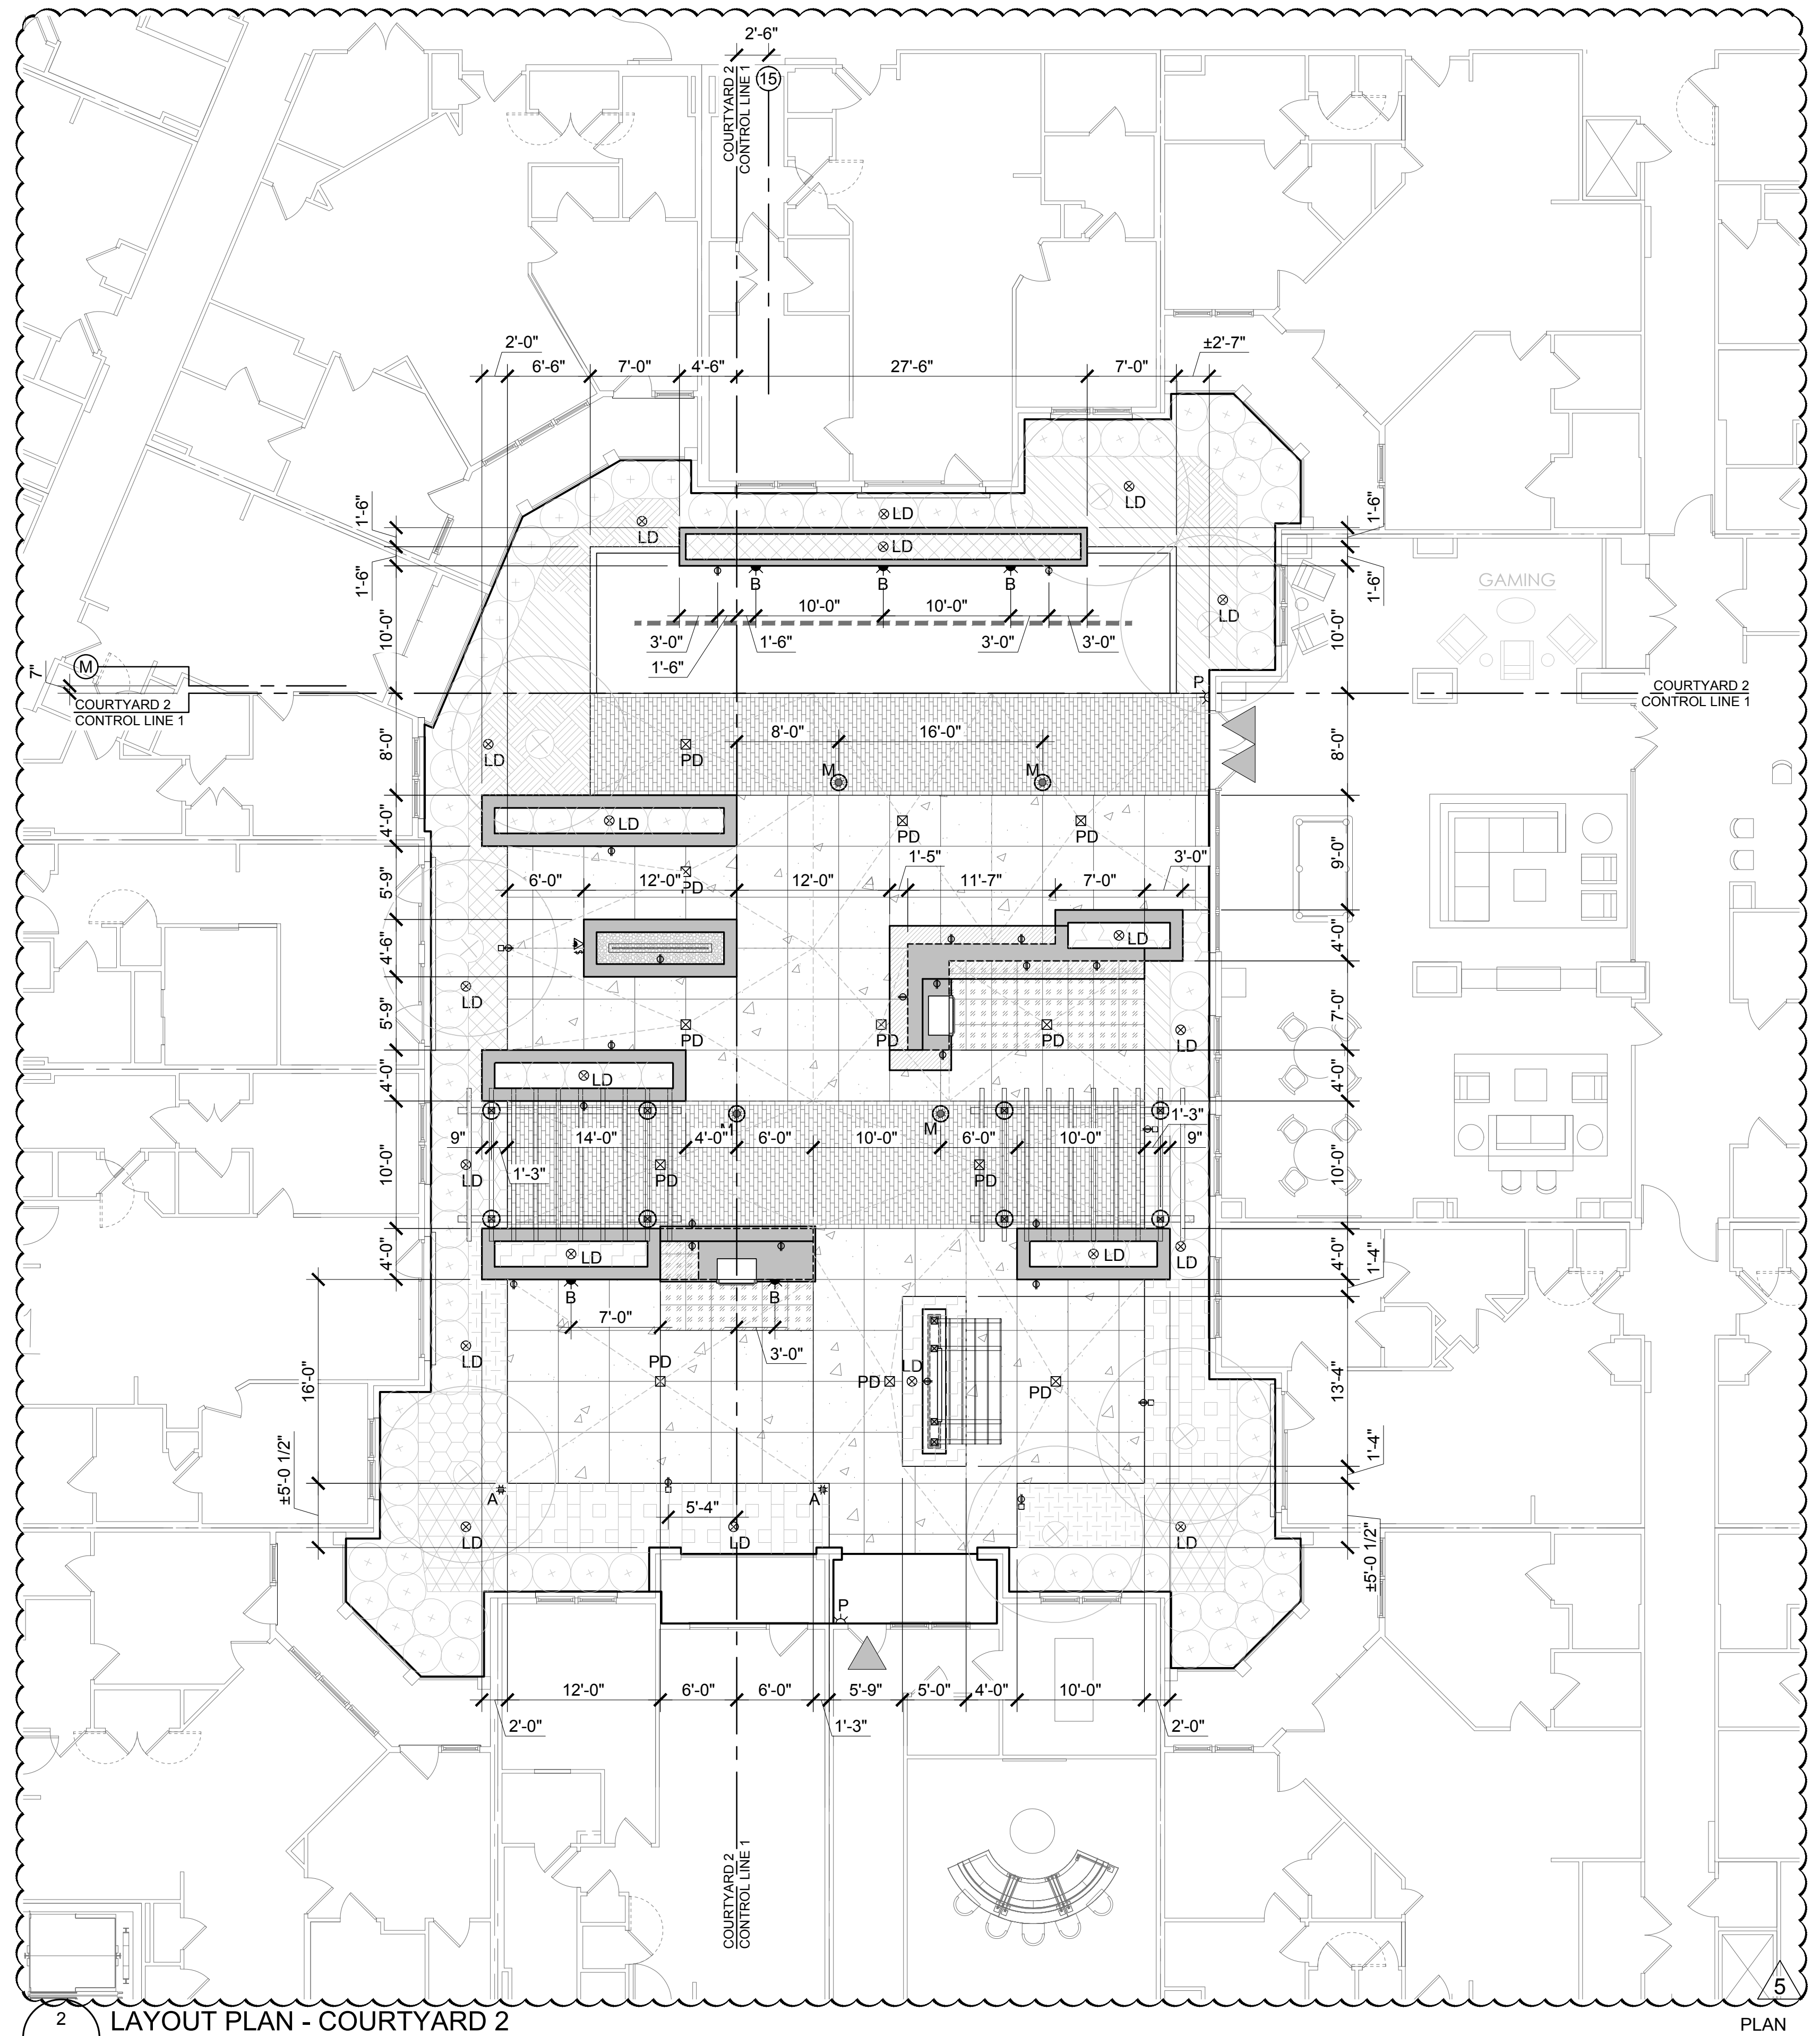 2'-6"
COURTYARD 2
CONTROL LINE 1
15
2'-0"
6'-6"
7'-0"
4'-6"
27'-6"
7'-0"
±2'-7"
1'-6"
1'-6"
LD
LD
LD
LD
1'-6"
1'-6"
B
B
B
GAMING
LD
10'-0"
10'-0"
10'-0"
10'-0"
3'-0"
1'-6"
3'-0"
3'-0"
1'-6"
M
7"
P
COURTYARD 2
CONTROL LINE 1
COURTYARD 2
CONTROL LINE 1
8'-0"
8'-0"
16'-0"
8'-0"
LD
PD
M
M
4'-0"
LD
PD
PD
9'-0"
1'-5"
3'-0"
5'-9"
6'-0"
12'-0"
PD
12'-0"
11'-7"
7'-0"
4'-6"
LD
4'-0"
LD
5'-9"
7'-0"
PD
PD
PD
LD
4'-0"
LD
4'-0"
M
M
1'-3"
9"
14'-0"
4'-0"
6'-0"
10'-0"
6'-0"
10'-0"
9"
10'-0"
10'-0"
LD
1'-3"
PD
PD
4'-0"
LD
LD
LD
4'-0"
1'-4"
B
B
7'-0"
3'-0"
LD
PD
LD
16'-0"
PD
PD
13'-4"
1'-4"
±5'-0 1/2"
A
A
5'-4"
LD
LD
LD
±5'-0 1/2"
P
12'-0"
6'-0"
6'-0"
5'-9"
5'-0"
4'-0"
10'-0"
2'-0"
1'-3"
2'-0"
COURTYARD 2
CONTROL LINE 1
5
2
LAYOUT PLAN - COURTYARD 2
PLAN